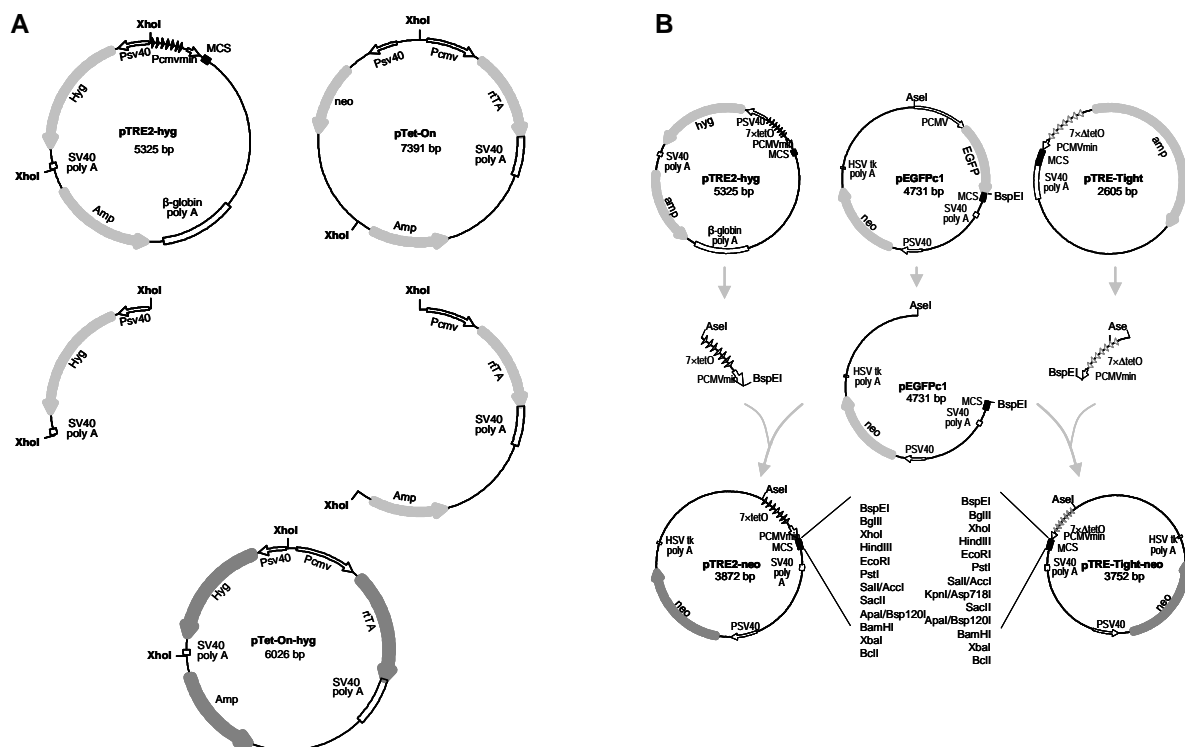 A
XhoI
Psv40
Pcmvmin
MCS
Hyg
pTRE2-hyg
5325 bp
SV40
poly A
XhoI
Amp
β-globin
poly A
XhoI
Psv40
Pcmv
neo
rtTA
pTet-On
7391 bp
SV40
poly A
XhoI
Amp
XhoI
Psv40
Hyg
SV40
poly A
XhoI
XhoI
Pcmv
rtTA
SV40
poly A
XhoI
Amp
XhoI
Psv40
Pcmv
Hyg
rtTA
pTet-On-hyg
6026 bp
SV40
poly A
XhoI
SV40
poly A
Amp
B
hyg
PSV40
7×tetO
PCMVmin
MCS
SV40
poly A
pTRE2-hyg
5325 bp
amp
β-globin
poly A
AseI
PCMV
EGFP
HSV tk
poly A
pEGFPc1
4731 bp
MCS
BspEI
SV40
poly A
neo
PSV40
7×ΔtetO
PCMVmin
MCS
SV40
poly A
amp
pTRE-Tight
2605 bp
AseI
7×tetO
PCMVmin
BspEI
AseI
HSV tk
poly A
pEGFPc1
4731 bp
MCS
BspEI
SV40
poly A
neo
PSV40
Ase
7×ΔtetO
BspEI
PCMVmin
AseI
7×tetO
PCMVmin
MCS
HSV tk
poly A
pTRE2-neo
3872 bp
SV40
poly
A
neo
PSV40
BspEI
BglII
XhoI
HindIII
EcoRI
PstI
SalI/AccI
SacII
ApaI/Bsp120I
BamHI
XbaI
BclI
BspEI
BglII
XhoI
HindIII
EcoRI
PstI
SalI/AccI
KpnI/Asp718I
SacII
ApaI/Bsp120I
BamHI
XbaI
BclI
AseI
7×ΔtetO
PCMVmin
MCS
SV40
poly A
HSV tk
poly A
pTRE-Tight-neo
3752 bp
neo
PSV40